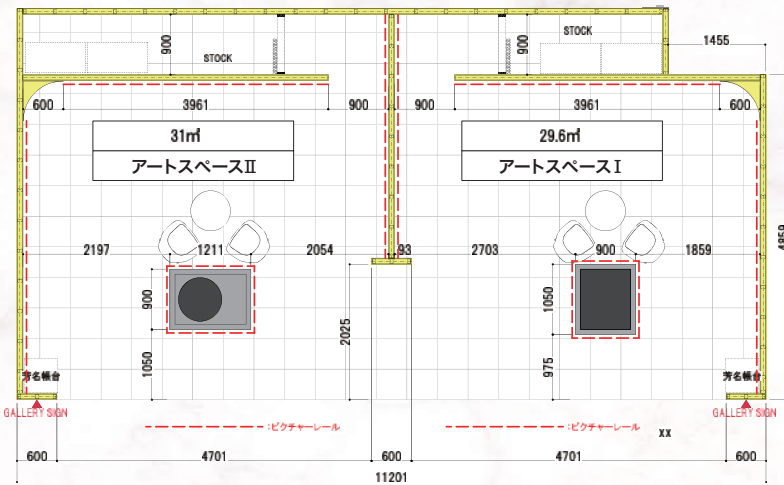 1455
900
STOCK
900
STOCK
600
3961
900
900
3961
600
31㎡
アートスペースⅡ
29.6㎡
アートスペースⅠ
4859
2197
1211
2054
93
2703
900
1859
900
1050
2025
1050
975
芳名帳台
芳名帳台
GALLERY SIGN
GALLERY SIGN
:ピクチャーレール
:ピクチャーレール
xx
600
4701
600
4701
600
11201